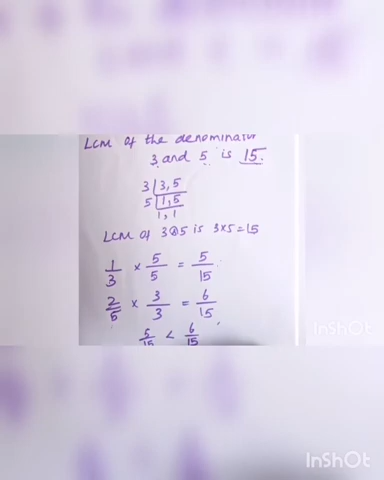 LCM of the denominator
3 and 5 is 15.
3 | 3, 5
5 | 1, 5
1, 1
LCM of 3 & 5 is 3 × 5 = 15
1/3 × 5/5 = 5/15
2/5 × 3/3 = 6/15
5/15 < 6/15
InShOt
InShOt